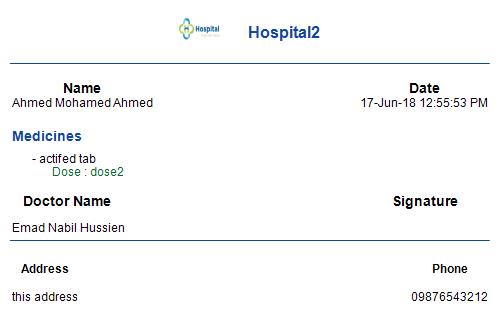 Hospital
Hospital2
Name Date
Ahmed Mohamed Ahmed 17-Jun-18 12:55:53 PM
Medicines
- actifed tab
Dose : dose2
Doctor Name Signature
Emad Nabil Hussien
Address Phone
this address 09876543212